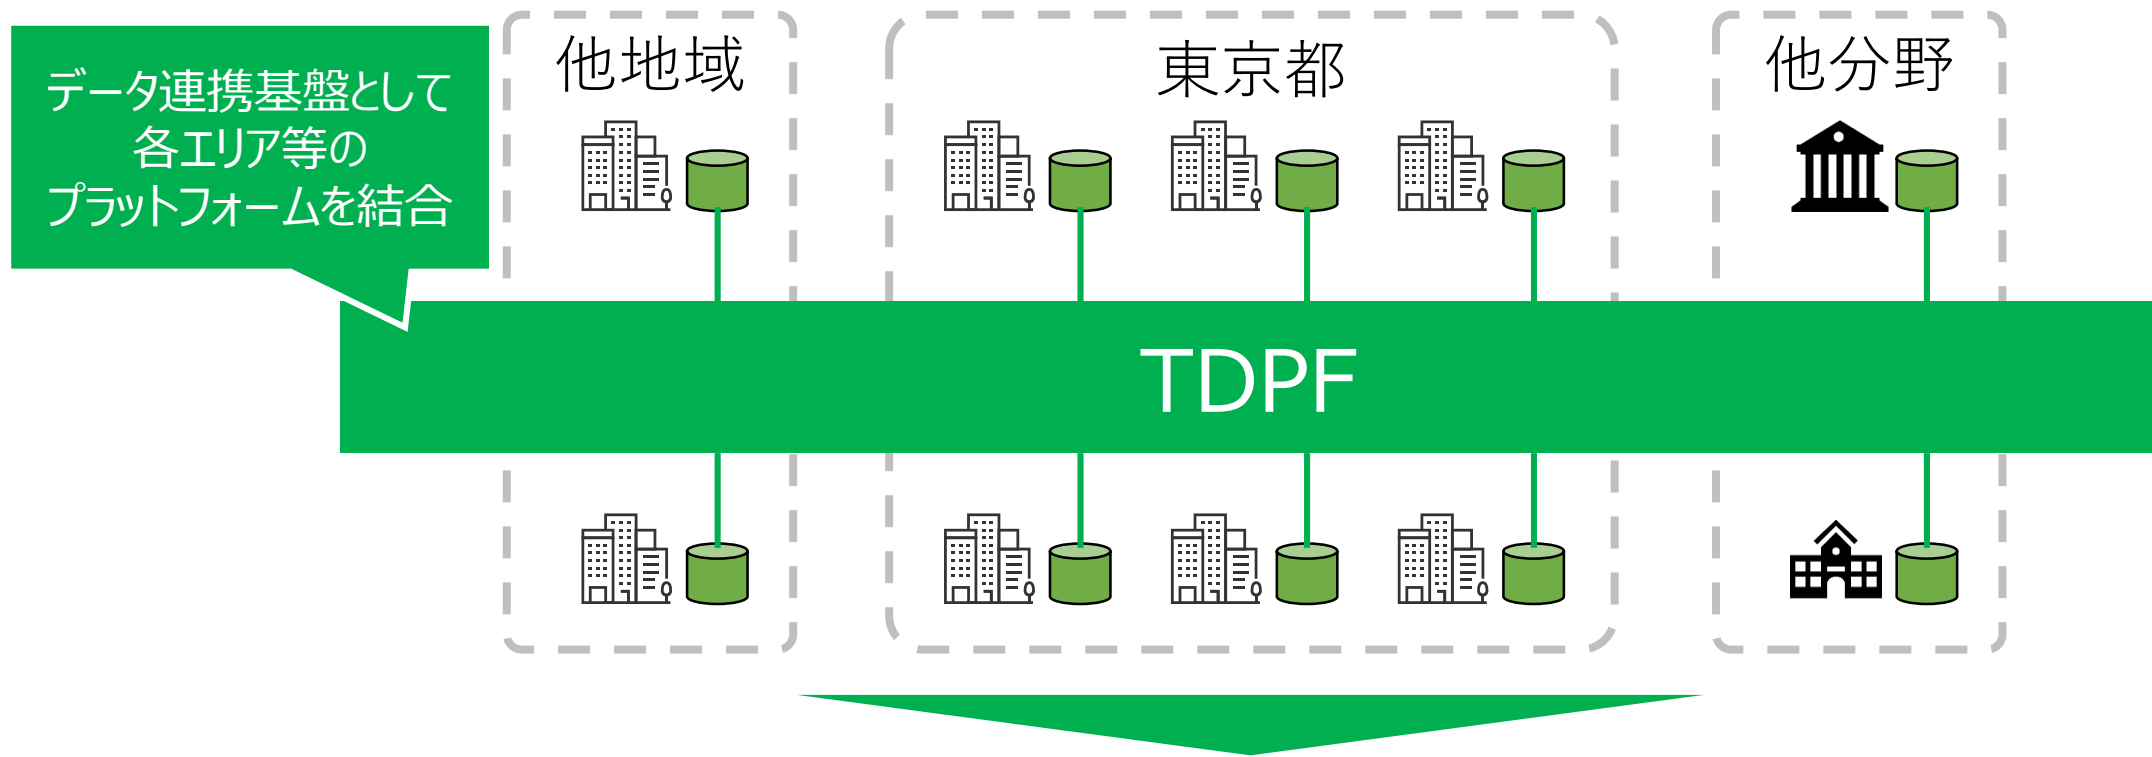 データ連携基盤として
各エリア等の
プラットフォームを結合
他地域
東京都
他分野
TDPF